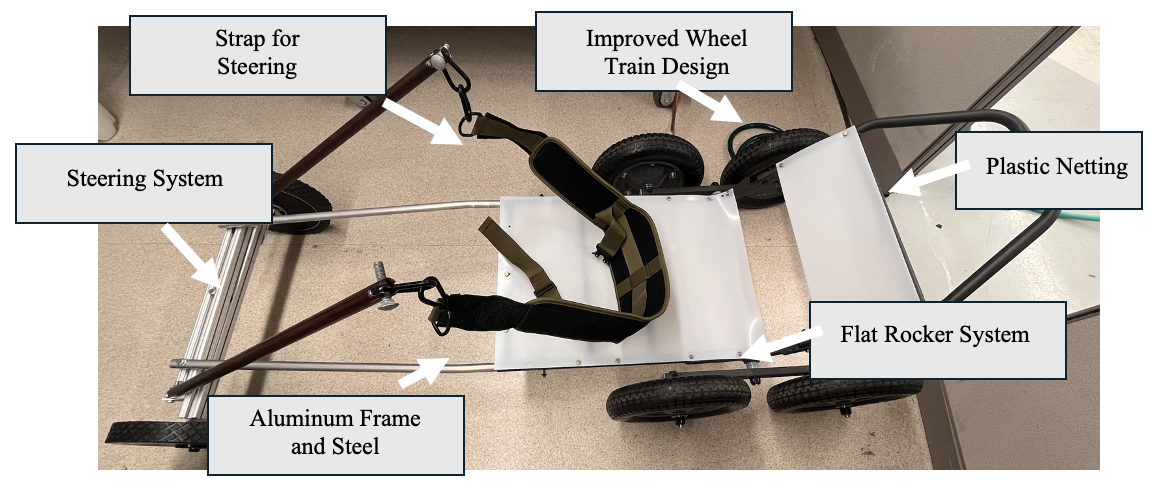 Strap for
Steering
Improved Wheel
Train Design
Steering System
Plastic Netting
Flat Rocker System
Aluminum Frame
and Steel